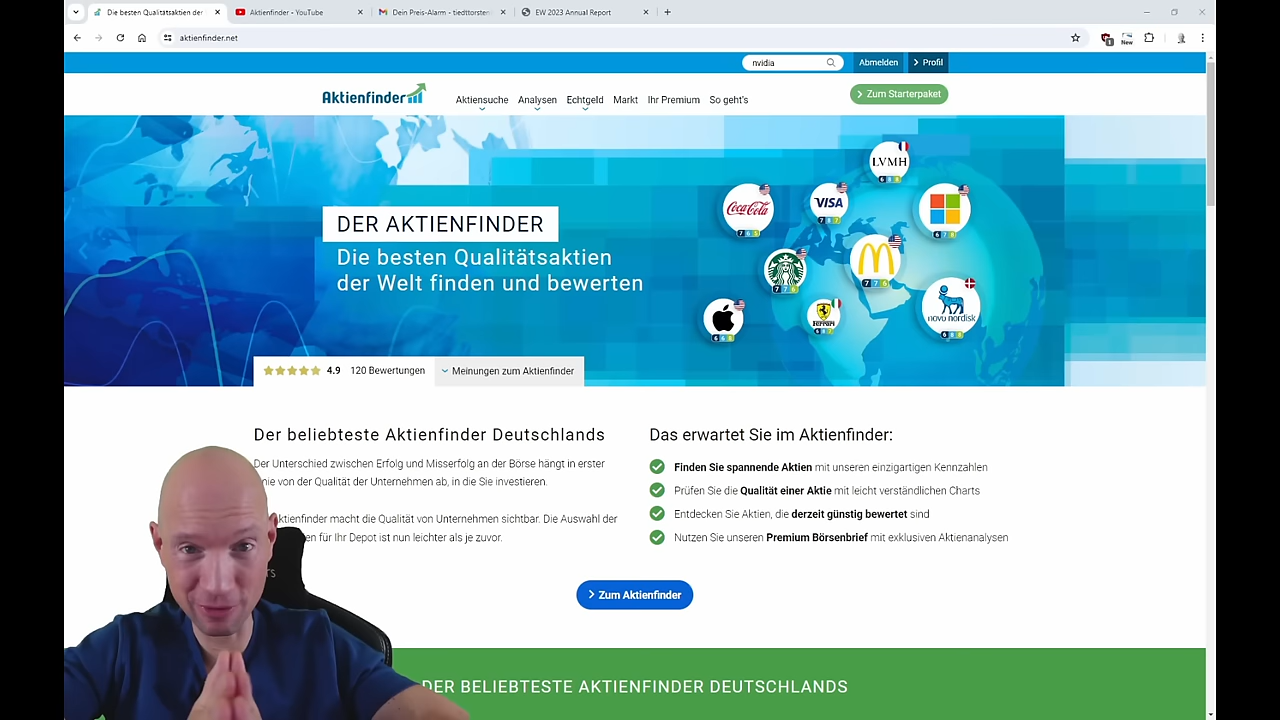 Die besten Qualitätsaktien der
Aktienfinder - YouTube
Dein Preis-Alarm - tiedttorsten
EW 2023 Annual Report
aktienfinder.net
New
nvidia
Abmelden
Profil
Aktienfinder
Aktiensuche
Analysen
Echtgeld
Markt
Ihr Premium
So geht's
Zum Starterpaket
LVMH
Coca-Cola
VISA
Ferrari
novo nordisk
DER AKTIENFINDER
Die besten Qualitätsaktien
der Welt finden und bewerten
4.9 120 Bewertungen
Meinungen zum Aktienfinder
Der beliebteste Aktienfinder Deutschlands
Der Unterschied zwischen Erfolg und Misserfolg an der Börse hängt in erster
von der Qualität der Unternehmen ab, in die Sie investieren.
ktienfinder macht die Qualität von Unternehmen sichtbar. Die Auswahl der
en für Ihr Depot ist nun leichter als je zuvor.
Das erwartet Sie im Aktienfinder:
Finden Sie spannende Aktien mit unseren einzigartigen Kennzahlen
Prüfen Sie die Qualität einer Aktie mit leicht verständlichen Charts
Entdecken Sie Aktien, die derzeit günstig bewertet sind
Nutzen Sie unseren Premium Börsenbrief mit exklusiven Aktienanalysen
Zum Aktienfinder
DER BELIEBTESTE AKTIENFINDER DEUTSCHLANDS